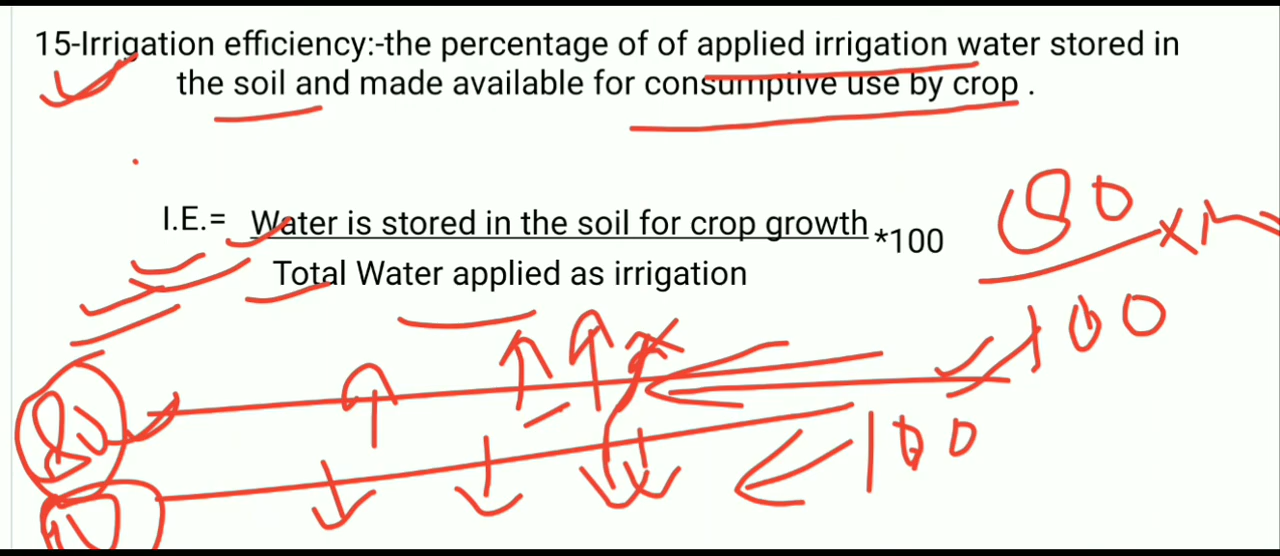 15-Irrigation efficiency:-the percentage of of applied irrigation water stored in
the soil and made available for consumptive use by crop .
I.E.= Water is stored in the soil for crop growth *100
Total Water applied as irrigation
80
100
100
80